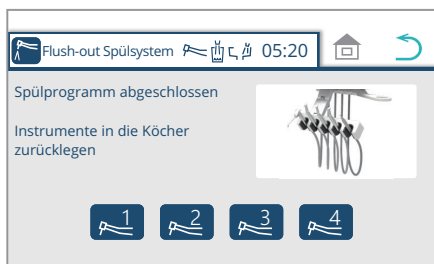 Flush-out Spülsystem 05:20
Spülprogramm abgeschlossen
Instrumente in die Köcher
zurücklegen
1 2 3 4